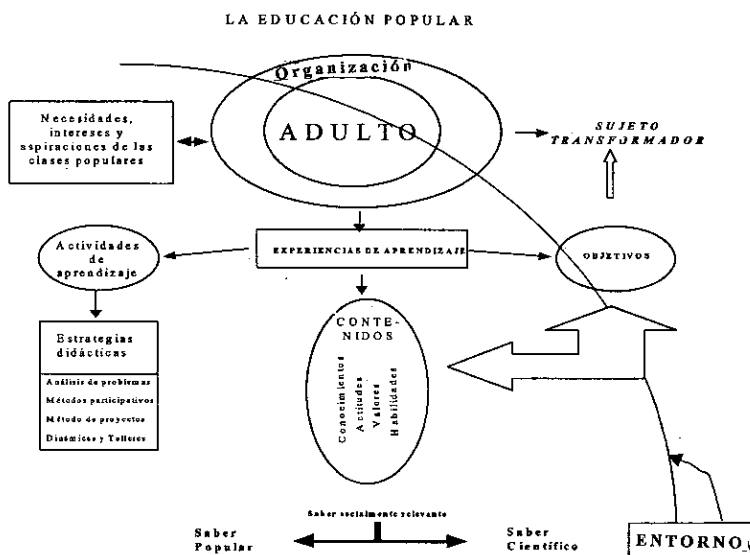 LA EDUCACIÓN POPULAR
Organización
ADULTO
Necesidades,
intereses y
aspiraciones de las
clases populares
SUJETO
TRANSFORMADOR
Actividades
de
aprendizaje
EXPERIENCIAS DE APRENDIZAJE
OBJETIVOS
Estrategias
didácticas
Análisis de problemas
Métodos participativos
Método de proyectos
Dinámicas y Talleres
CONTE-
NIDOS
Conocimientos
Actitudes
Valores
Habilidades
Saber socialmente relevante
Saber
Popular
Saber
Científico
ENTORNO